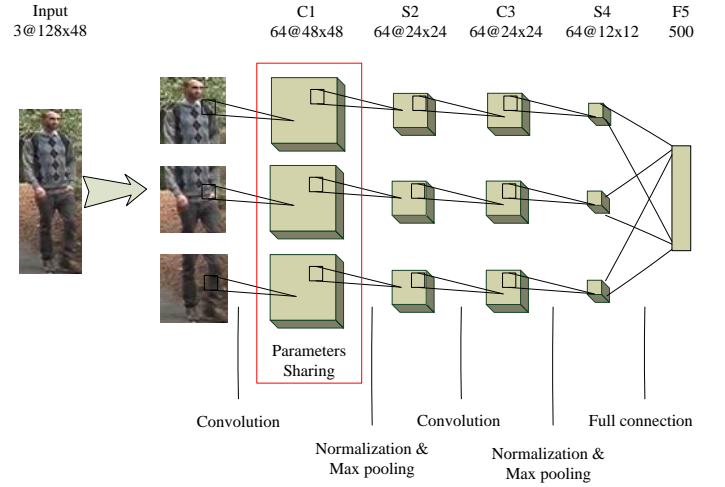 Input
3@128x48
C1
64@48x48
S2
64@24x24
C3
64@24x24
S4
64@12x12
F5
500
Parameters
Sharing
Convolution
Normalization &
Max pooling
Convolution
Normalization &
Max pooling
Full connection